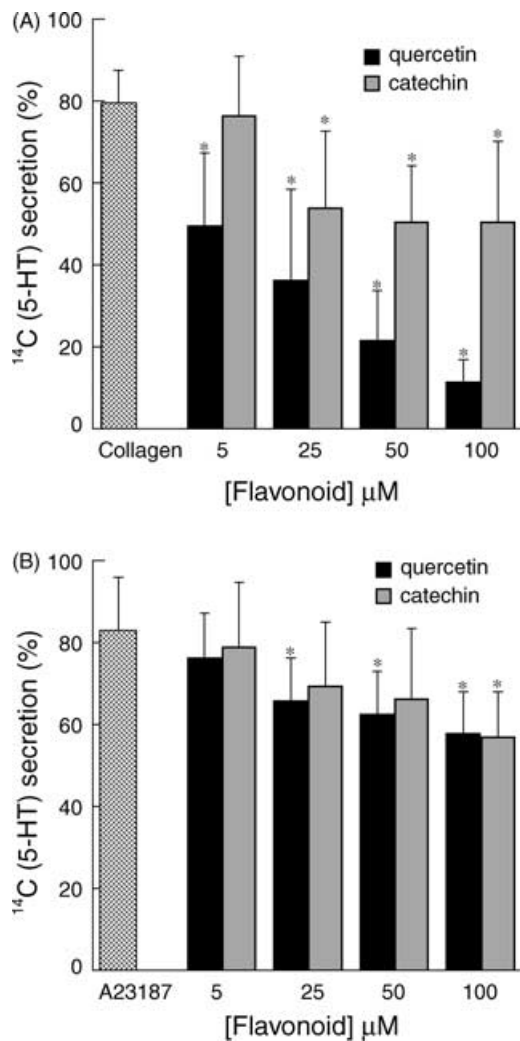 (A)
100
80
60
40
20
0
¹⁴C (5-HT) secretion (%)
quercetin
catechin
*
* *
* *
* *
Collagen 5 25 50 100
[Flavonoid] μM
(B)
100
80
60
40
20
0
¹⁴C (5-HT) secretion (%)
quercetin
catechin
* * * *
A23187 5 25 50 100
[Flavonoid] μM